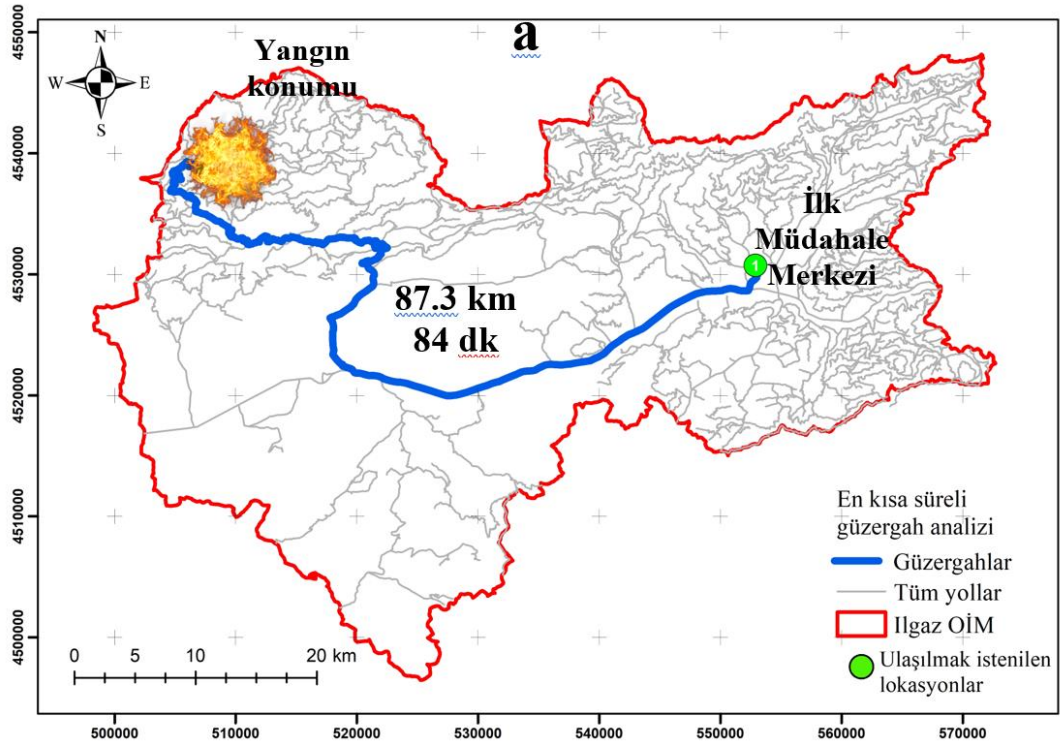 a
N
W
E
S
Yangın
konumu
İlk
Müdahale
Merkezi
1
87.3 km
84 dk
En kısa süreli
güzergah analizi
Güzergahlar
Tüm yollar
Ilgaz OİM
Ulaşılmak istenilen
lokasyonlar
0 5 10 20 km
4550000
4540000
4530000
4520000
4510000
4500000
500000 510000 520000 530000 540000 550000 560000 570000